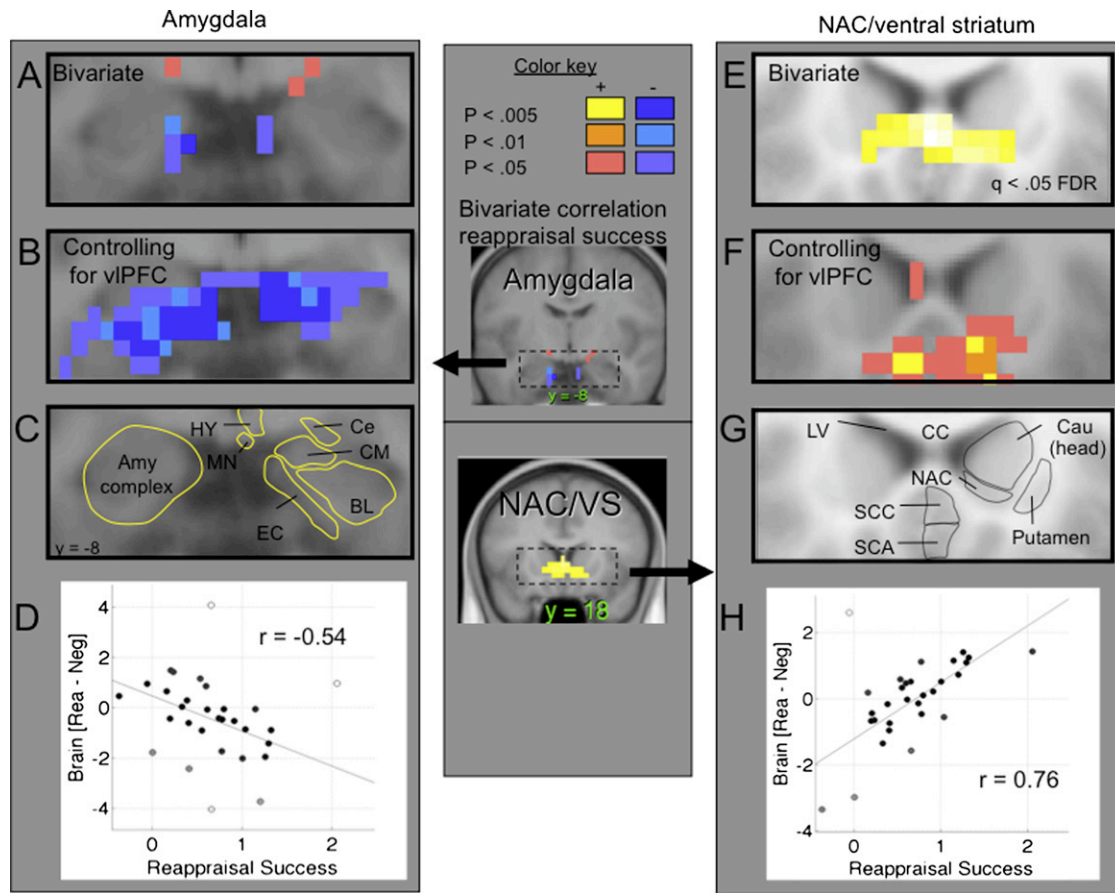 Amygdala
A
Bivariate
B
Controlling
for vlPFC
C
HY
MN
Ce
CM
Amy
complex
EC
BL
y = -8
D
r = -0.54
Brain [Rea - Neg]
4
2
0
-2
-4
0
1
2
Reappraisal Success
Color key
+
-
P < .005
P < .01
P < .05
Bivariate correlation
reappraisal success
Amygdala
y = -8
NAC/VS
y = 18
NAC/ventral striatum
E
Bivariate
q < .05 FDR
F
Controlling
for vlPFC
G
LV
CC
Cau
(head)
NAC
SCC
SCA
Putamen
H
r = 0.76
Brain [Rea - Neg]
2
0
-2
-4
0
1
2
Reappraisal Success